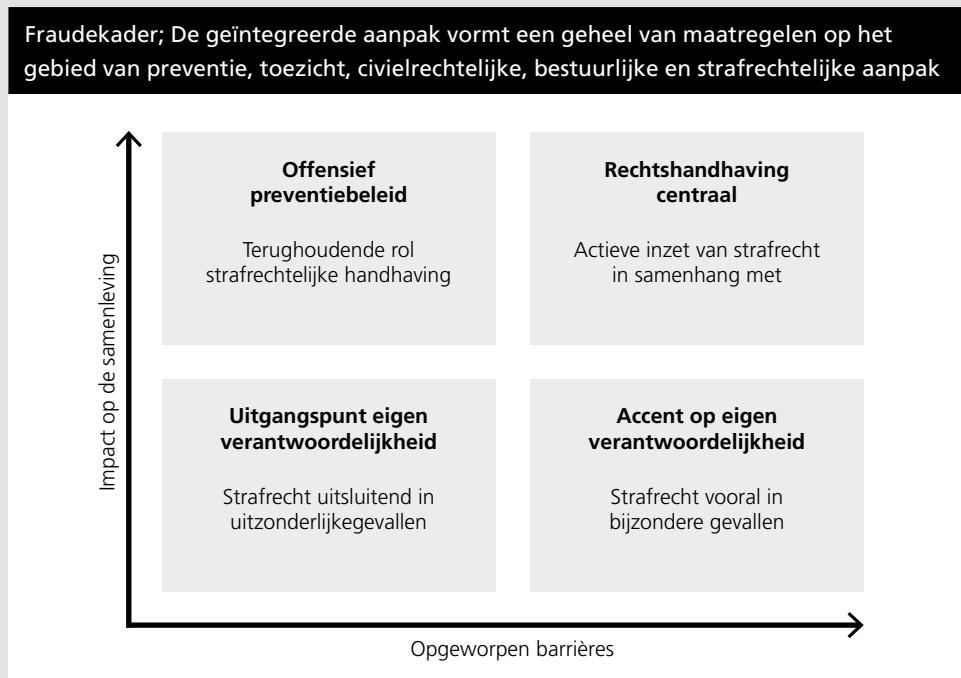 Fraudekader; De geïntegreerde aanpak vormt een geheel van maatregelen op het
gebied van preventie, toezicht, civielrechtelijke, bestuurlijke en strafrechtelijke aanpak
Impact op de samenleving
Offensief
preventiebeleid
Terughoudende rol
strafrechtelijke handhaving
Rechtshandhaving
centraal
Actieve inzet van strafrecht
in samenhang met
Uitgangspunt eigen
verantwoordelijkheid
Strafrecht uitsluitend in
uitzonderlijkegevallen
Accent op eigen
verantwoordelijkheid
Strafrecht vooral in
bijzondere gevallen
Opgeworpen barrières